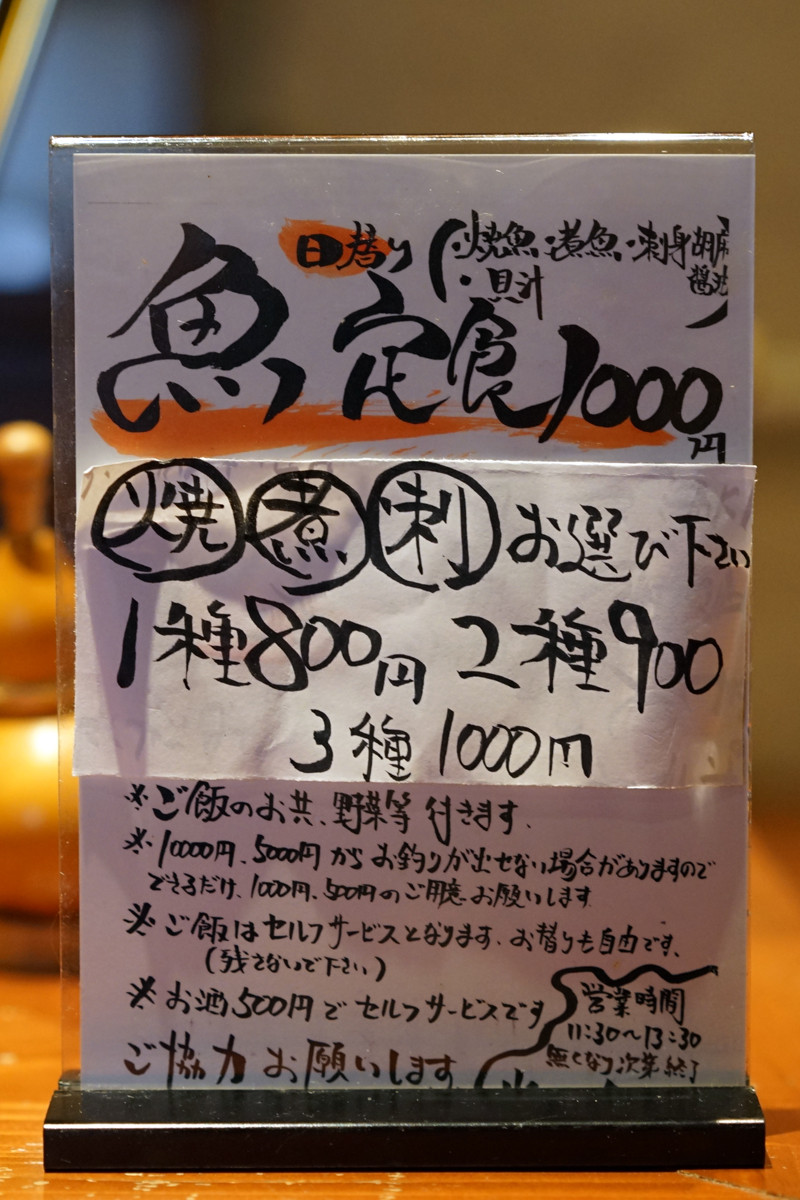 日替り
(・焼魚・煮魚・刺身胡麻醤油
・貝汁)
魚定食1000円
焼 煮 刺 お選び下さい
1種800円 2種900
3種 1000円
※ご飯のお共、野菜等 付きます。
※10000円、5000円からお釣りが出せない場合がありますので
できるだけ、1000円、500円のご用意お願いします
※ご飯はセルフサービスとなります、お替りも自由です、
(残さないで下さい)
※お酒500円でセルフサービスです
ご協力お願いします
営業時間
11:30〜13:30
無くなり次第終了